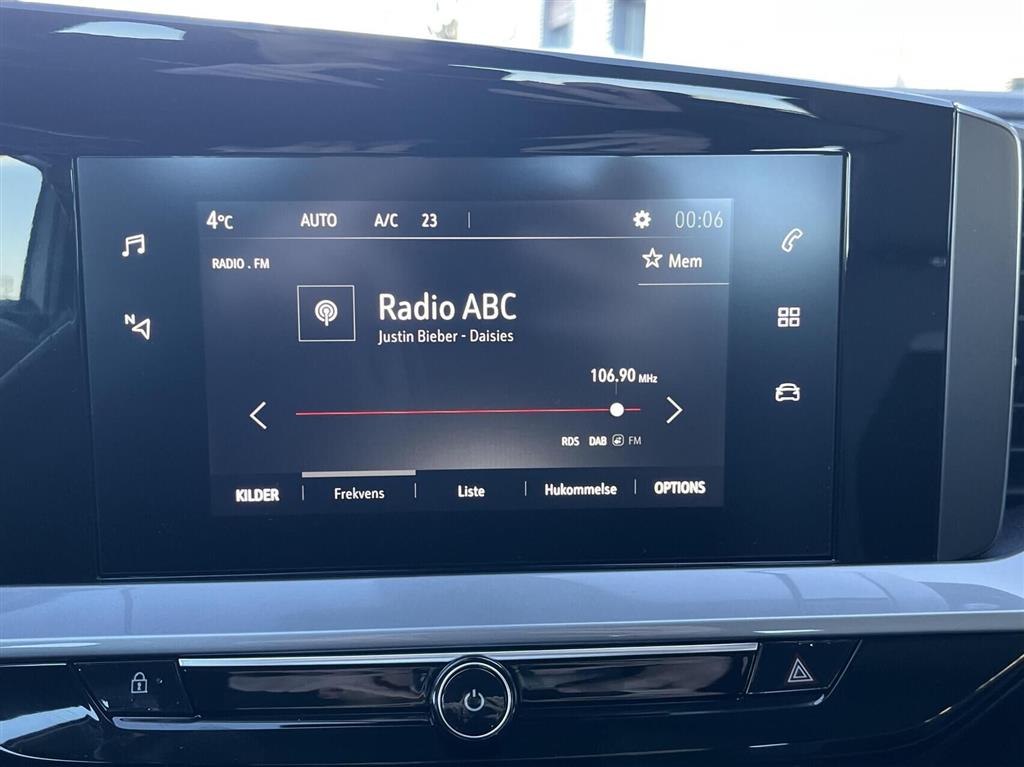 4°C AUTO A/C 23 00:06
RADIO . FM
Mem
Radio ABC
Justin Bieber - Daisies
N
106.90 MHz
RDS DAB FM
KILDER Frekvens Liste Hukommelse OPTIONS